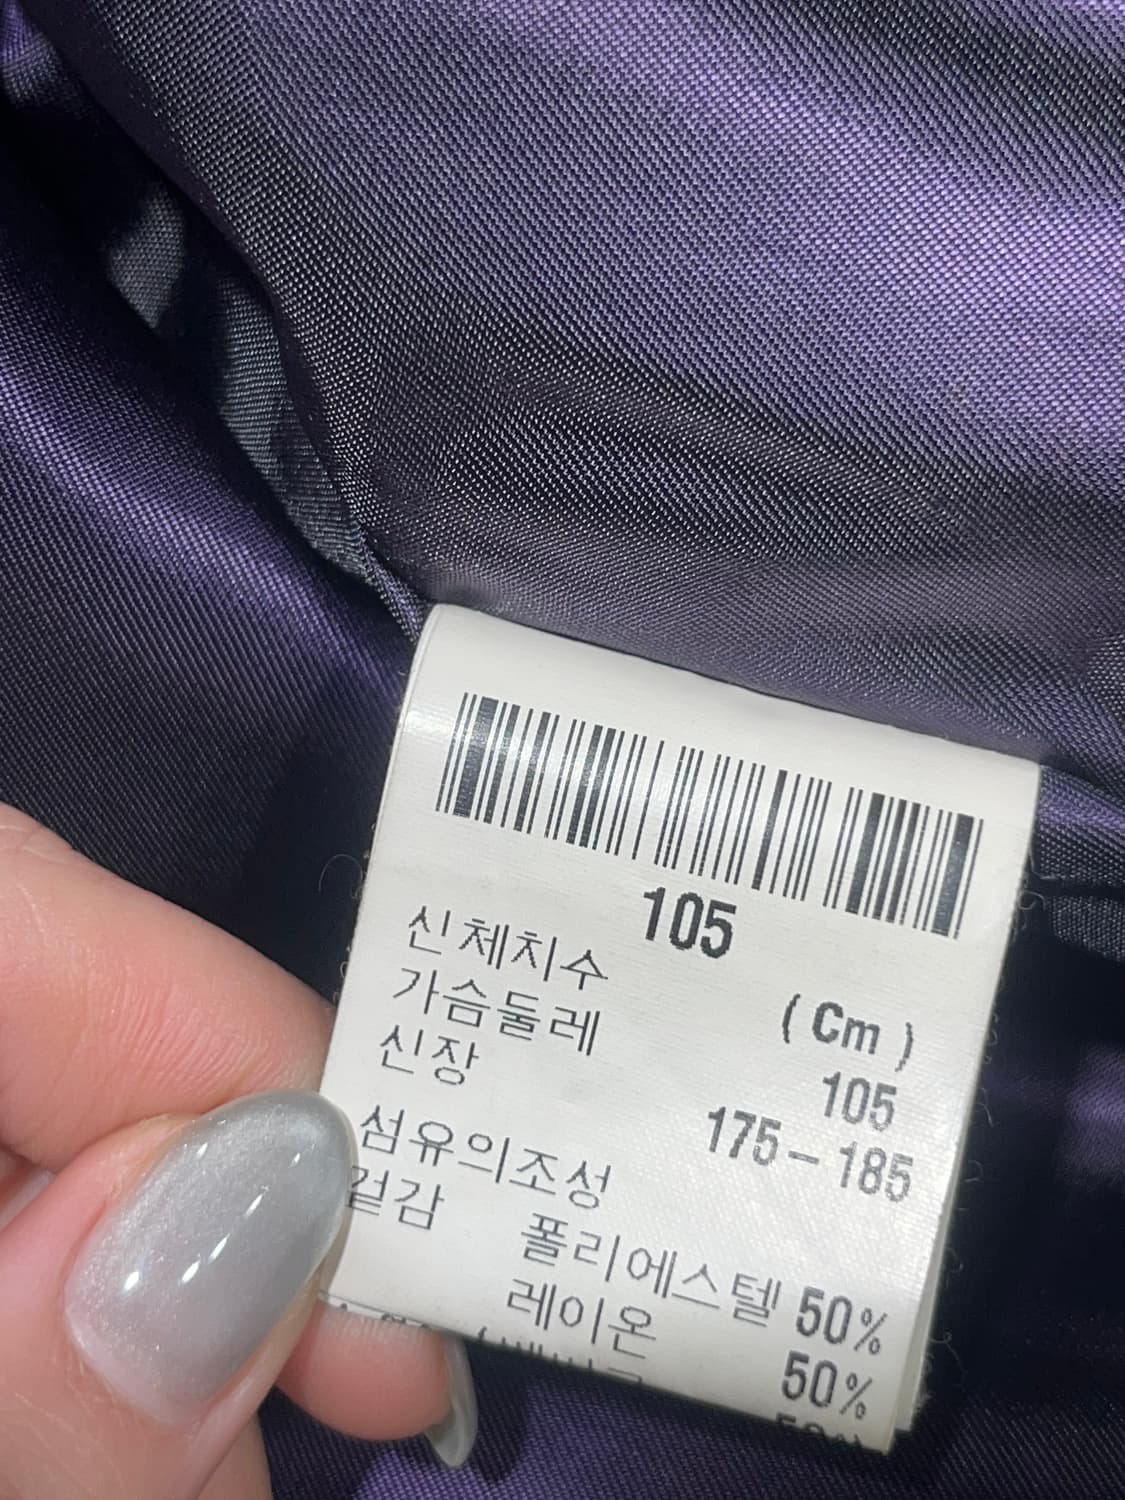 105
신체치수 (Cm)
가슴둘레 105
신장 175-185
섬유의조성
겉감 폴리에스텔 50%
레이온 50%